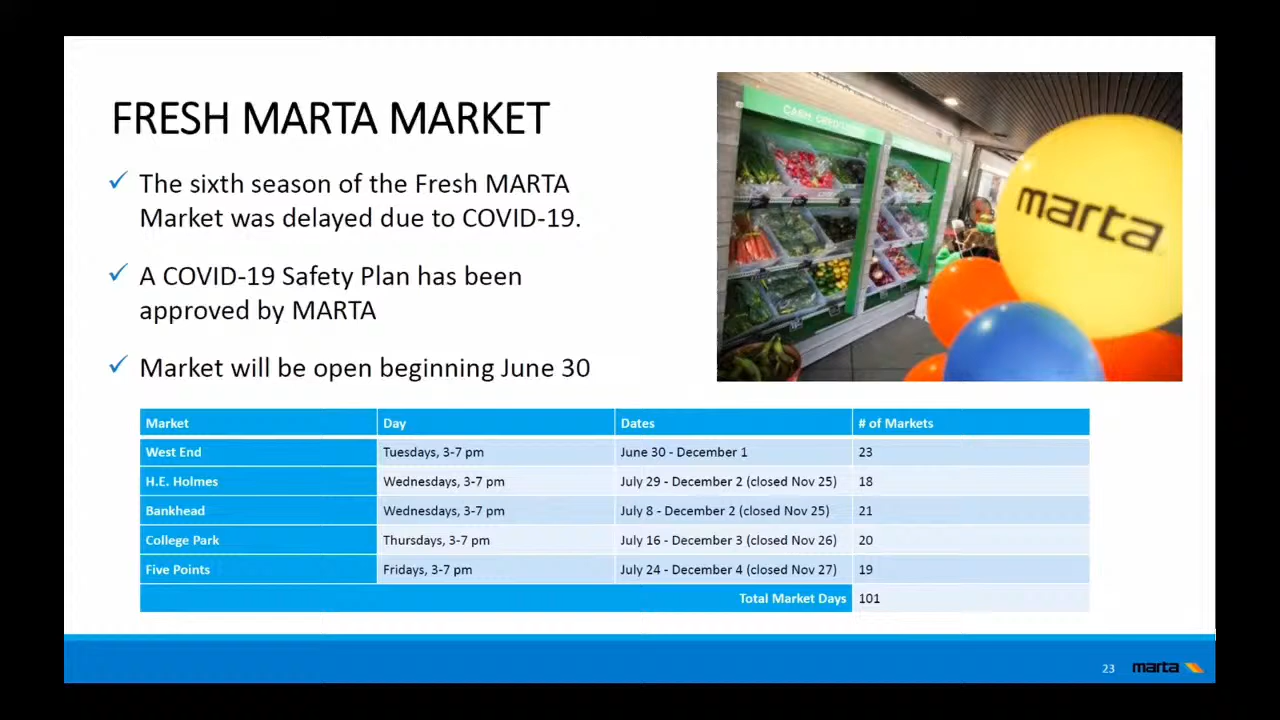 FRESH MARTA MARKET
✓ The sixth season of the Fresh MARTA
Market was delayed due to COVID-19.
✓ A COVID-19 Safety Plan has been
approved by MARTA
✓ Market will be open beginning June 30
marta
Market Day Dates # of Markets
West End Tuesdays, 3-7 pm June 30 - December 1 23
H.E. Holmes Wednesdays, 3-7 pm July 29 - December 2 (closed Nov 25) 18
Bankhead Wednesdays, 3-7 pm July 8 - December 2 (closed Nov 25) 21
College Park Thursdays, 3-7 pm July 16 - December 3 (closed Nov 26) 20
Five Points Fridays, 3-7 pm July 24 - December 4 (closed Nov 27) 19
Total Market Days 101
23 marta